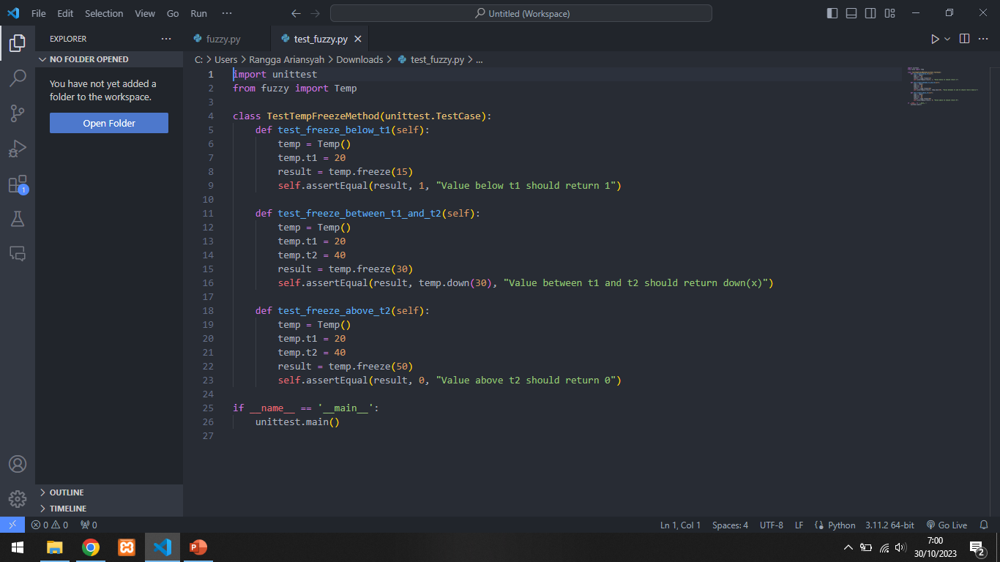 File Edit Selection View Go Run ···
Untitled (Workspace)
EXPLORER ···
fuzzy.py
test_fuzzy.py
NO FOLDER OPENED
C: > Users > Rangga Ariansyah > Downloads > test_fuzzy.py > ...
You have not yet added a
folder to the workspace.
Open Folder
1 import unittest
2 from fuzzy import Temp
3
4 class TestTempFreezeMethod(unittest.TestCase):
5 def test_freeze_below_t1(self):
6 temp = Temp()
7 temp.t1 = 20
8 result = temp.freeze(15)
9 self.assertEqual(result, 1, "Value below t1 should return 1")
10
11 def test_freeze_between_t1_and_t2(self):
12 temp = Temp()
13 temp.t1 = 20
14 temp.t2 = 40
15 result = temp.freeze(30)
16 self.assertEqual(result, temp.down(30), "Value between t1 and t2 should return down(x)")
17
18 def test_freeze_above_t2(self):
19 temp = Temp()
20 temp.t1 = 20
21 temp.t2 = 40
22 result = temp.freeze(50)
23 self.assertEqual(result, 0, "Value above t2 should return 0")
24
25 if __name__ == '__main__':
26 unittest.main()
27
1
OUTLINE
TIMELINE
0 0 0
Ln 1, Col 1 Spaces: 4 UTF-8 LF Python 3.11.2 64-bit Go Live
7:00
30/10/2023
2